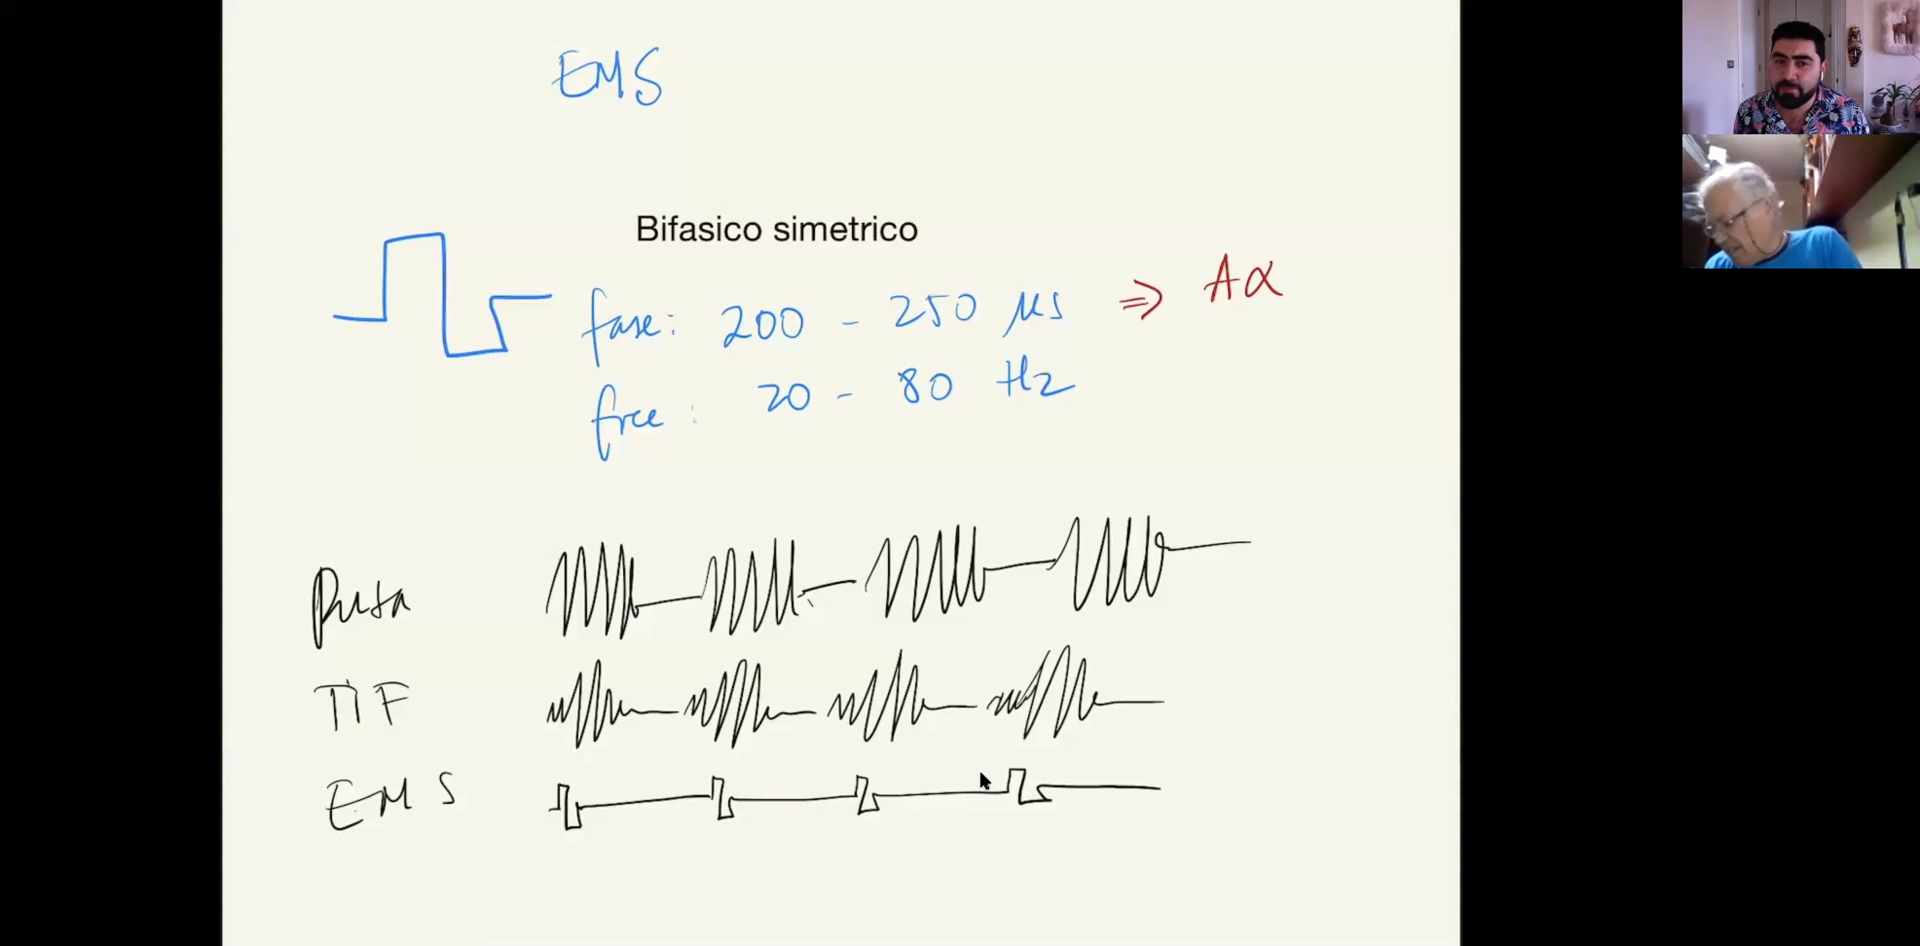 EMS
Bifasico simetrico
fase: 200 - 250 μs ⇒ Aα
frec: 20 - 80 Hz
Rusa
TIF
EMS